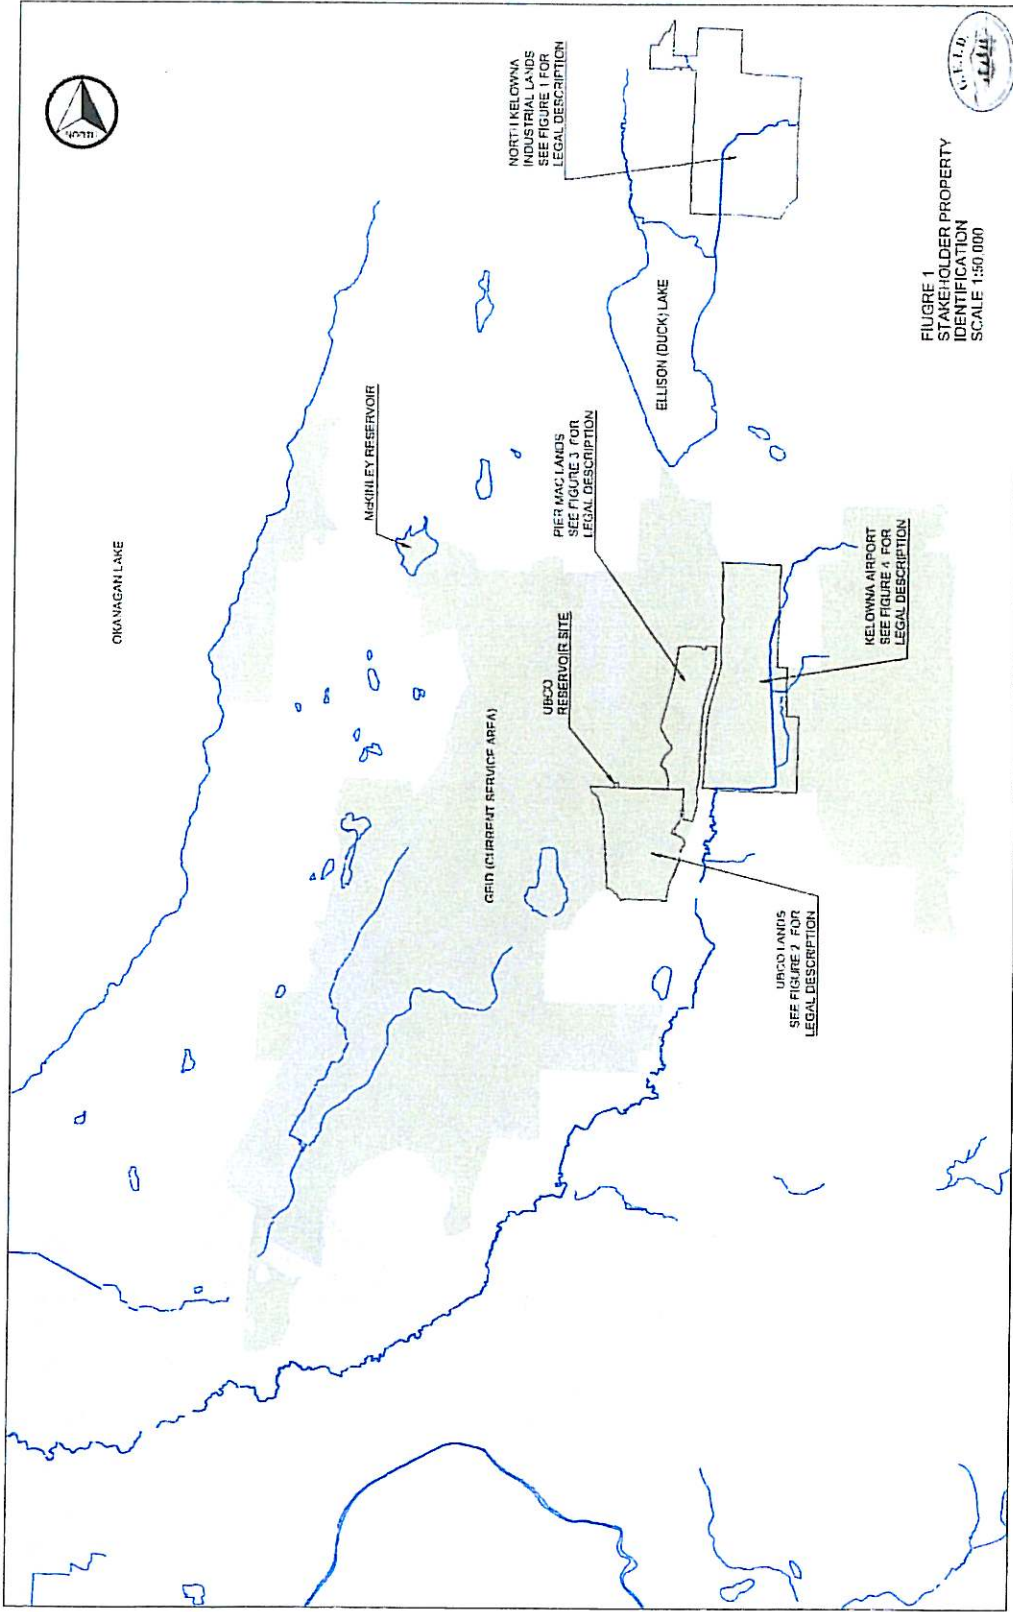 NORTH
OKANAGAN LAKE
McKINLEY RESERVOIR
NORTH KELOWNA
INDUSTRIAL LANDS
SEE FIGURE 1 FOR
LEGAL DESCRIPTION
ELLISON (DUCK) LAKE
PIER MAC LANDS
SEE FIGURE 3 FOR
LEGAL DESCRIPTION
UBCO
RESERVOIR SITE
GEID (CURRENT SERVICE AREA)
KELOWNA AIRPORT
SEE FIGURE 4 FOR
LEGAL DESCRIPTION
UBCO LANDS
SEE FIGURE 2 FOR
LEGAL DESCRIPTION
FIUGRE 1
STAKEHOLDER PROPERTY
IDENTIFICATION
SCALE 1:50,000
G.E.I.D.